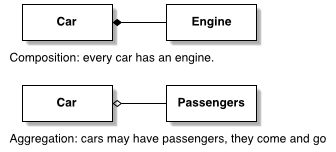 Car Engine
Composition: every car has an engine.
Car Passengers
Aggregation: cars may have passengers, they come and go